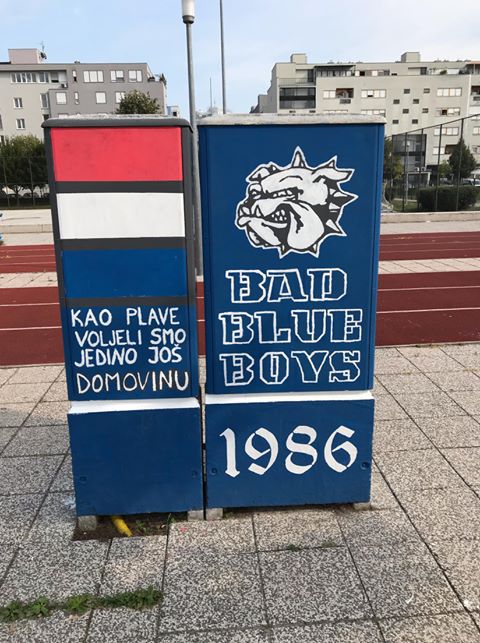 KAO PLAVE
VOLJELI SMO
JEDINO JOŠ
DOMOVINU
BAD
BLUE
BOYS
1986